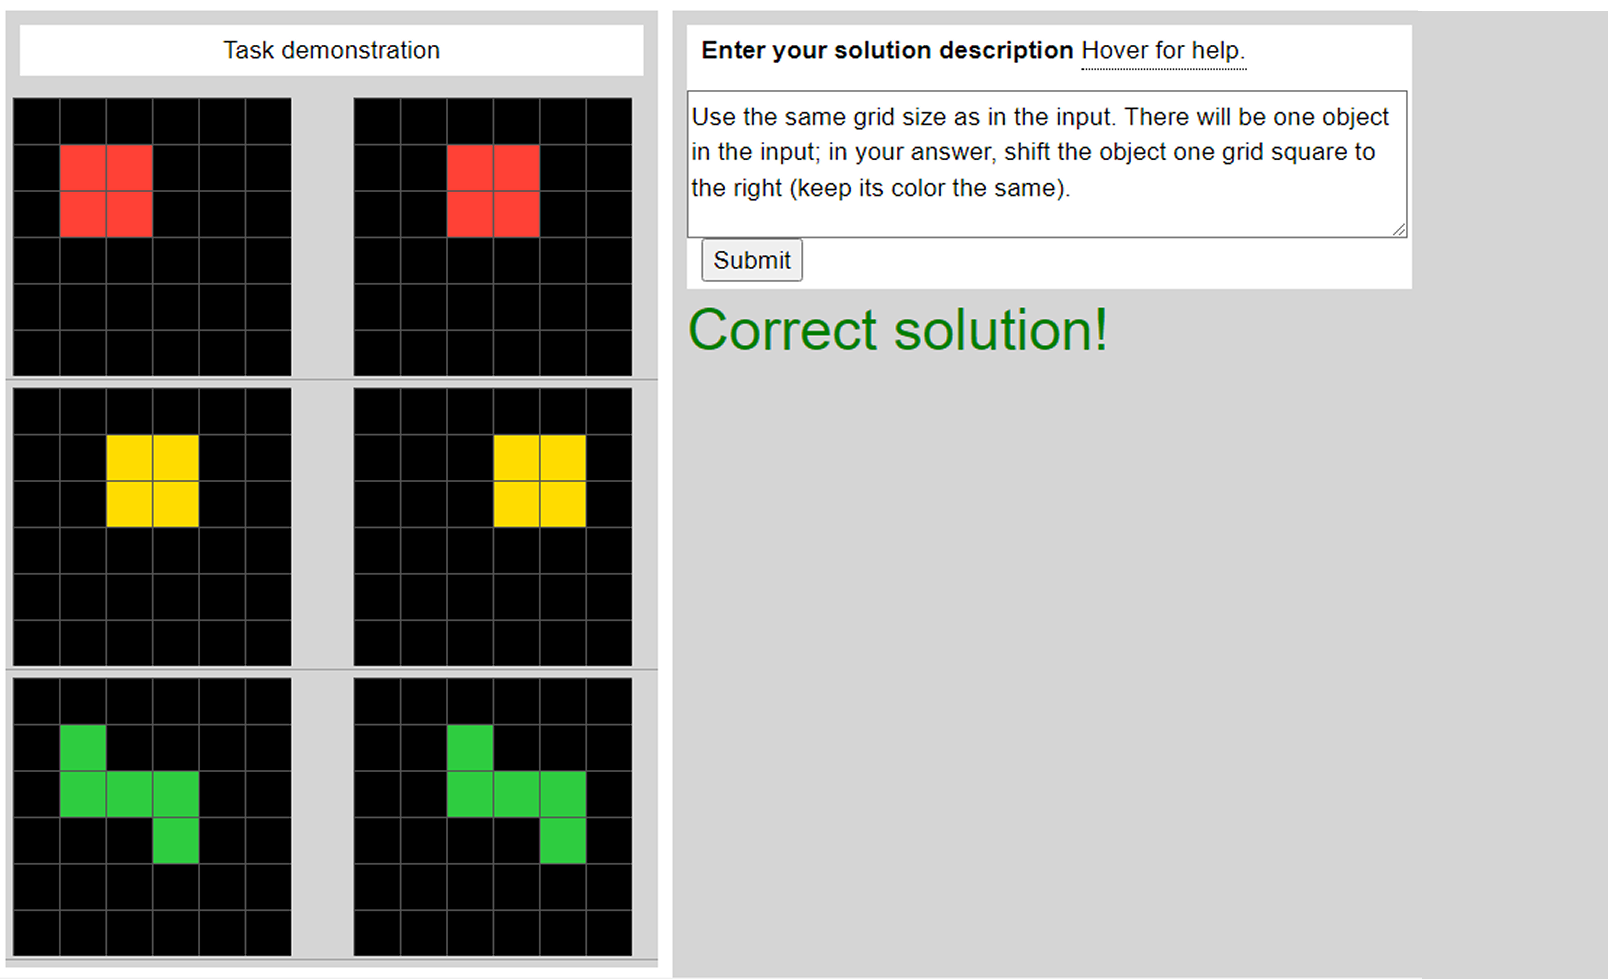 Task demonstration
Enter your solution description Hover for help.
Use the same grid size as in the input. There will be one object
in the input; in your answer, shift the object one grid square to
the right (keep its color the same).
Submit
Correct solution!